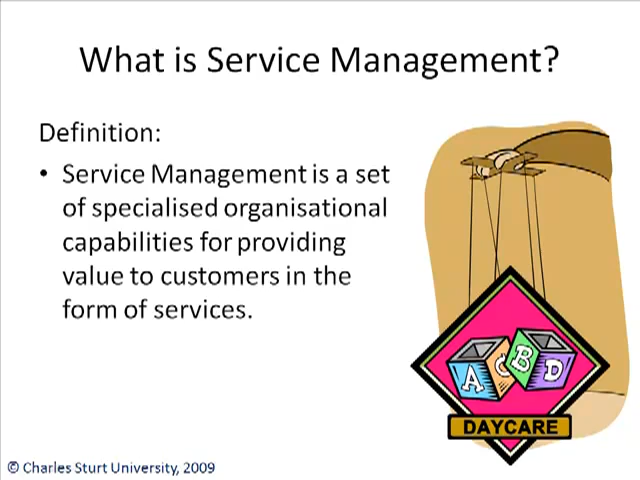 What is Service Management?
Definition:
• Service Management is a set
of specialised organisational
capabilities for providing
value to customers in the
form of services.
A C B D
DAYCARE
© Charles Sturt University, 2009